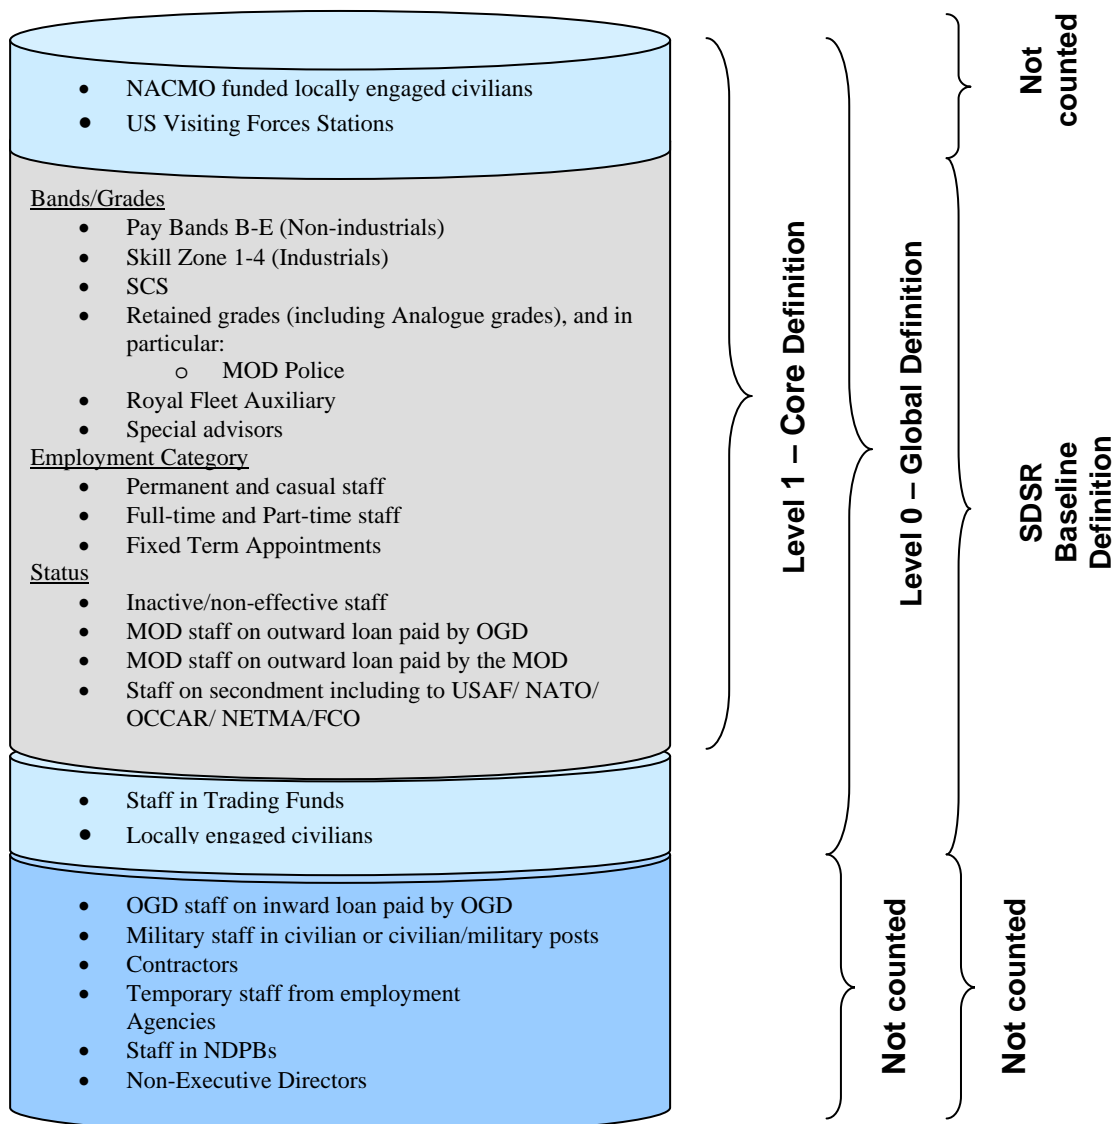 NACMO funded locally engaged civilians
US Visiting Forces Stations
Bands/Grades
Pay Bands B-E (Non-industrials)
Skill Zone 1-4 (Industrials)
SCS
Retained grades (including Analogue grades), and in
particular:
o MOD Police
Royal Fleet Auxiliary
Special advisors
Employment Category
Permanent and casual staff
Full-time and Part-time staff
Fixed Term Appointments
Status
Inactive/non-effective staff
MOD staff on outward loan paid by OGD
MOD staff on outward loan paid by the MOD
Staff on secondment including to USAF/ NATO/
OCCAR/ NETMA/FCO
Staff in Trading Funds
Locally engaged civilians
OGD staff on inward loan paid by OGD
Military staff in civilian or civilian/military posts
Contractors
Temporary staff from employment
Agencies
Staff in NDPBs
Non-Executive Directors
Level 1 – Core Definition
Level 0 – Global Definition
Not counted
Not
counted
SDSR
Baseline
Definition
Not counted